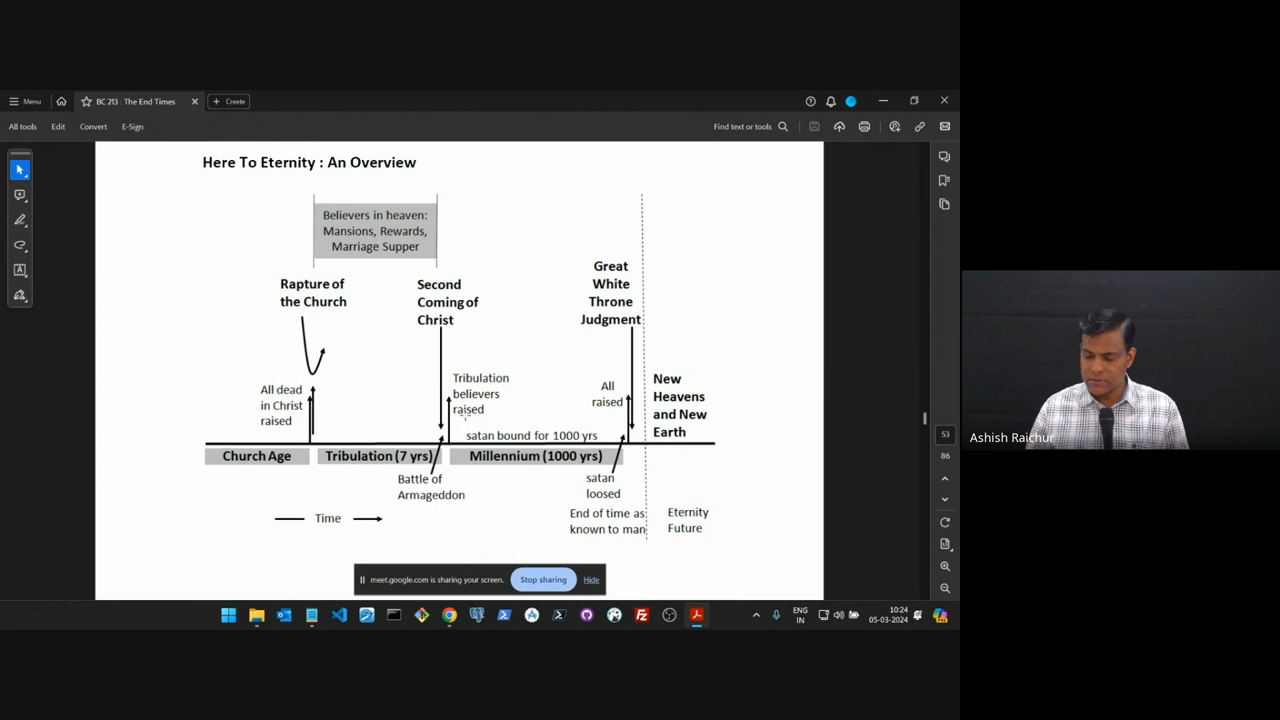 Menu
BC 213 : The End Times
Create
All tools
Edit
Convert
E-Sign
Find text or tools
Here To Eternity : An Overview
Believers in heaven:
Mansions, Rewards,
Marriage Supper
Rapture of
the Church
Second
Coming of
Christ
Great
White
Throne
Judgment
All dead
in Christ
raised
Tribulation
believers
raised
All
raised
New
Heavens
and New
Earth
satan bound for 1000 yrs
Church Age
Tribulation (7 yrs)
Millennium (1000 yrs)
Battle of
Armageddon
satan
loosed
Time
End of time as
known to man
Eternity
Future
53
86
meet.google.com is sharing your screen.
Stop sharing
Hide
ENG
IN
10:24
05-03-2024
Ashish Raichur